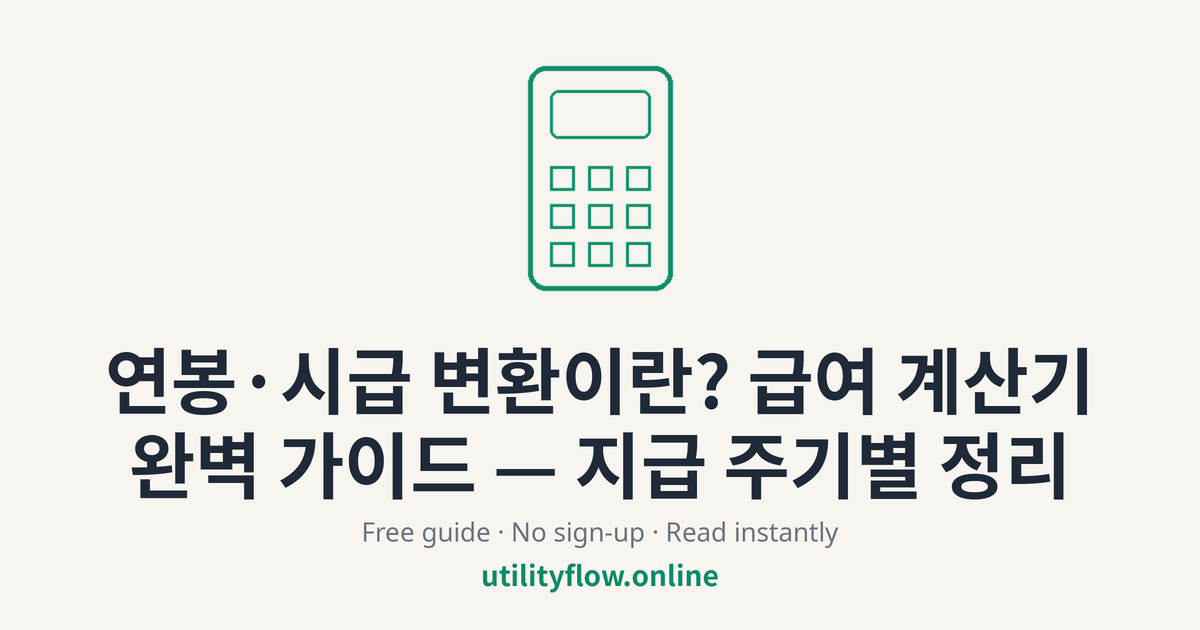 연봉·시급 변환이란? 급여 계산기
완벽 가이드 — 지급 주기별 정리
Free guide · No sign-up · Read instantly
utilityflow.online